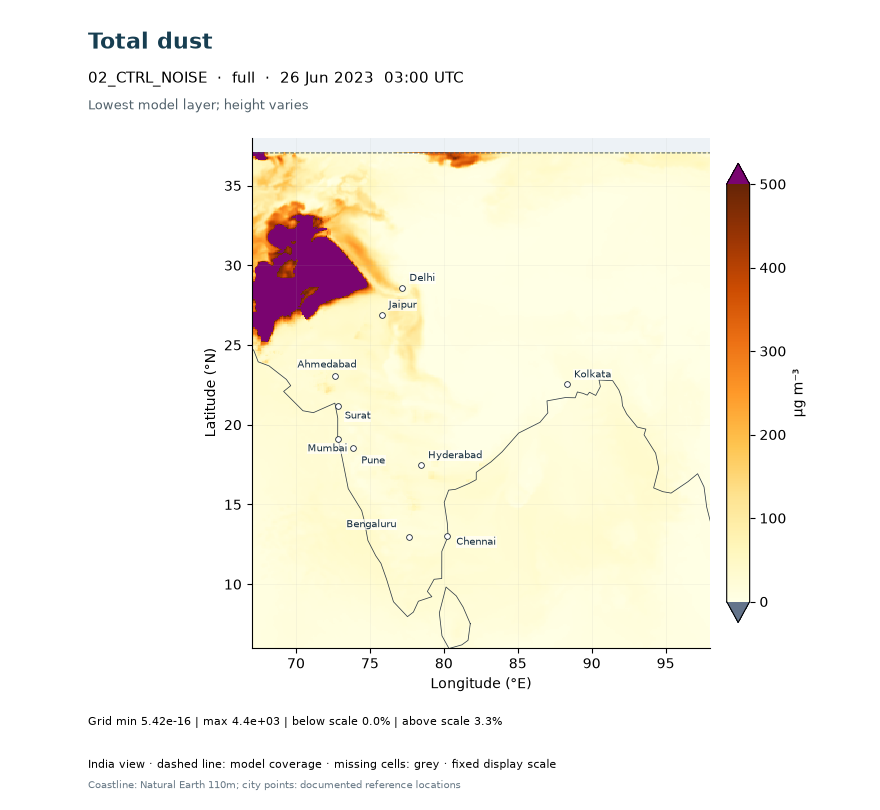 Total dust
02_CTRL_NOISE · full · 26 Jun 2023 03:00 UTC
Lowest model layer; height varies
35
30
25
20
15
10
Latitude (°N)
Delhi
Jaipur
Ahmedabad
Surat
Kolkata
Mumbai
Pune
Hyderabad
Bengaluru
Chennai
70
75
80
85
90
95
Longitude (°E)
500
400
300
200
100
0
µg m⁻³
Grid min 5.42e-16 | max 4.4e+03 | below scale 0.0% | above scale 3.3%
India view · dashed line: model coverage · missing cells: grey · fixed display scale
Coastline: Natural Earth 110m; city points: documented reference locations